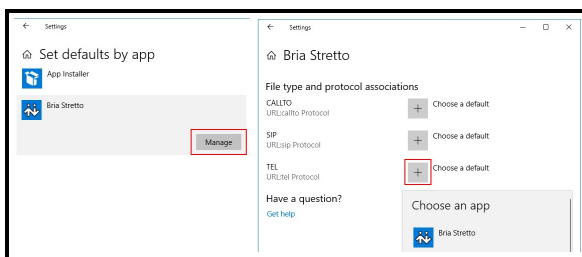 Settings
Set defaults by app
App Installer
Bria Stretto
Manage
Settings
Bria Stretto
File type and protocol associations
CALLTO
URL:callto Protocol
Choose a default
SIP
URL:sip Protocol
Choose a default
TEL
URL:tel Protocol
Choose a default
Have a question?
Get help
Choose an app
Bria Stretto